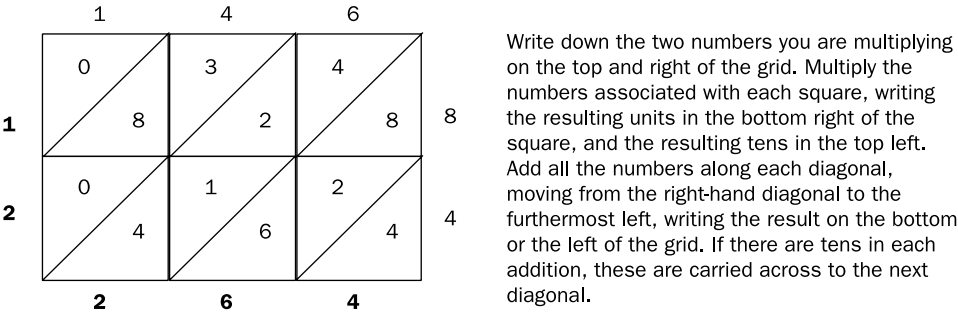 1 4 6
0 3 4
1 8 2 8 8
0 1 2
2 4 6 4 4
2 6 4
Write down the two numbers you are multiplying
on the top and right of the grid. Multiply the
numbers associated with each square, writing
the resulting units in the bottom right of the
square, and the resulting tens in the top left.
Add all the numbers along each diagonal,
moving from the right-hand diagonal to the
furthermost left, writing the result on the bottom
or the left of the grid. If there are tens in each
addition, these are carried across to the next
diagonal.